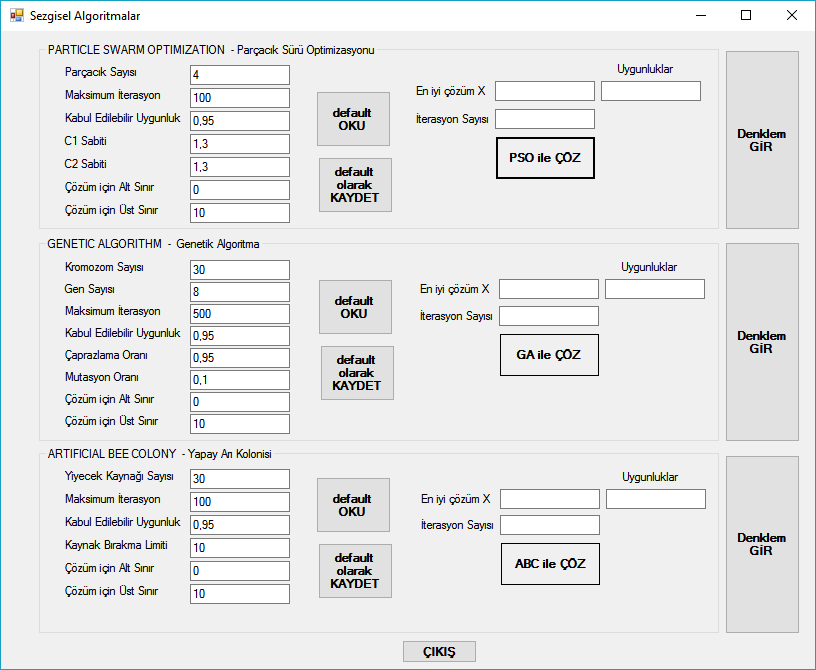 Sezgisel Algoritmalar
PARTICLE SWARM OPTIMIZATION - Parçacık Sürü Optimizasyonu
Parçacık Sayısı 4
Maksimum İterasyon 100
Kabul Edilebilir Uygunluk 0,95
C1 Sabiti 1,3
C2 Sabiti 1,3
Çözüm için Alt Sınır 0
Çözüm için Üst Sınır 10
default
OKU
default
olarak
KAYDET
Uygunluklar
En iyi çözüm X
İterasyon Sayısı
PSO ile ÇÖZ
Denklem
GİR
GENETIC ALGORITHM - Genetik Algoritma
Kromozom Sayısı 30
Gen Sayısı 8
Maksimum İterasyon 500
Kabul Edilebilir Uygunluk 0,95
Çaprazlama Oranı 0,95
Mutasyon Oranı 0,1
Çözüm için Alt Sınır 0
Çözüm için Üst Sınır 10
default
OKU
default
olarak
KAYDET
Uygunluklar
En iyi çözüm X
İterasyon Sayısı
GA ile ÇÖZ
Denklem
GİR
ARTIFICIAL BEE COLONY - Yapay Arı Kolonisi
Yiyecek Kaynağı Sayısı 30
Maksimum İterasyon 100
Kabul Edilebilir Uygunluk 0,95
Kaynak Bırakma Limiti 10
Çözüm için Alt Sınır 0
Çözüm için Üst Sınır 10
default
OKU
default
olarak
KAYDET
Uygunluklar
En iyi çözüm X
İterasyon Sayısı
ABC ile ÇÖZ
Denklem
GİR
ÇIKIŞ